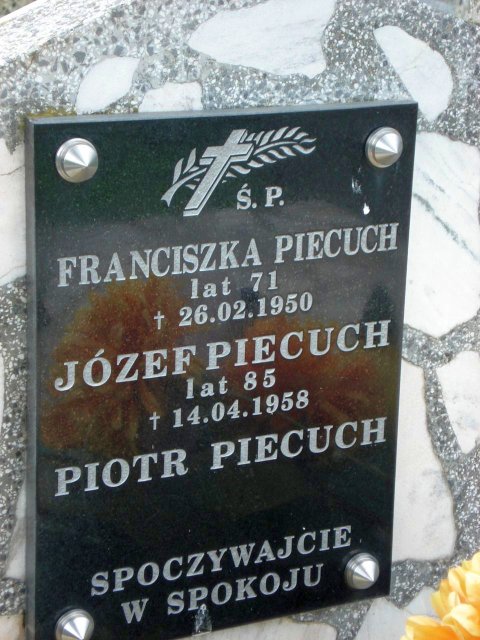 Ś. P.
FRANCISZKA PIECUCH
lat 71
† 26.02.1950
JÓZEF PIECUCH
lat 85
† 14.04.1958
PIOTR PIECUCH
SPOCZYWAJCIE
W SPOKOJU